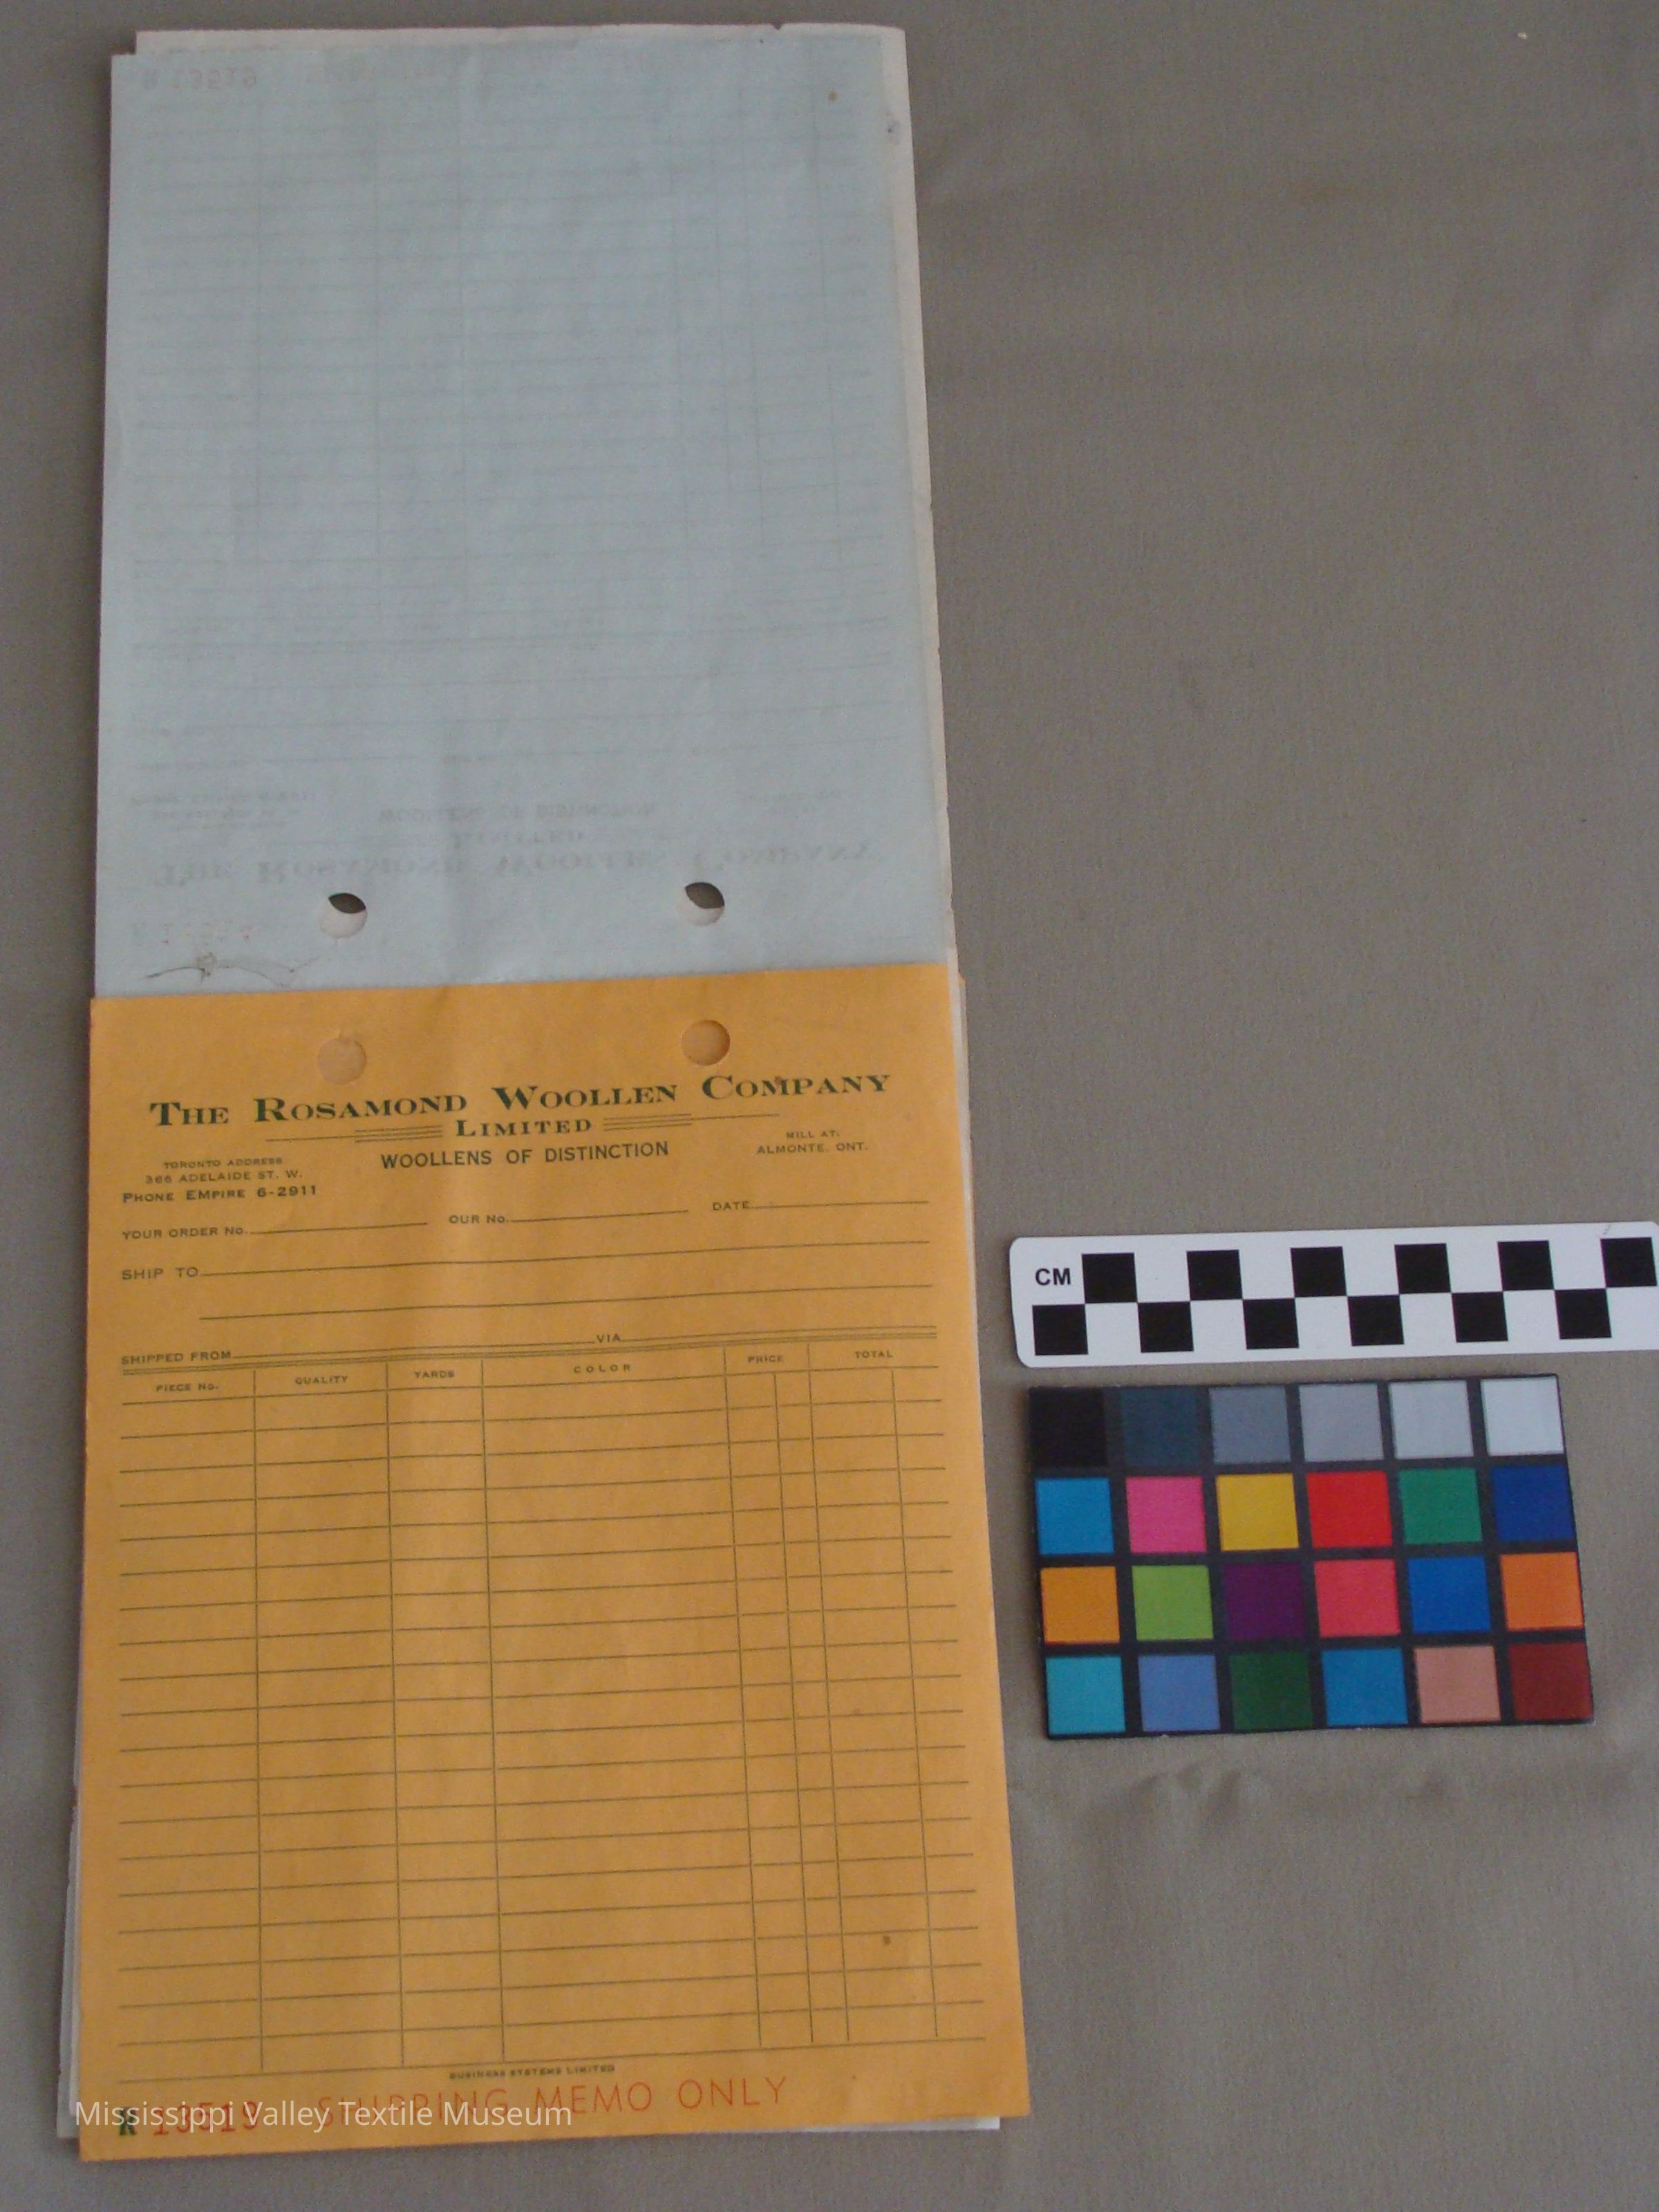 THE ROSAMOND WOOLLEN COMPANY
LIMITED
WOOLLENS OF DISTINCTION
TORONTO ADDRESS
366 ADELAIDE ST. W.
PHONE EMPIRE 6-2911
MILL AT:
ALMONTE, ONT.
YOUR ORDER No. OUR No. DATE
SHIP TO
SHIPPED FROM VIA
PIECE No. QUALITY YARDS COLOR PRICE TOTAL
BUSINESS SYSTEMS LIMITED
R 13519 SHIPPING MEMO ONLY
Mississippi Valley Textile Museum
CM